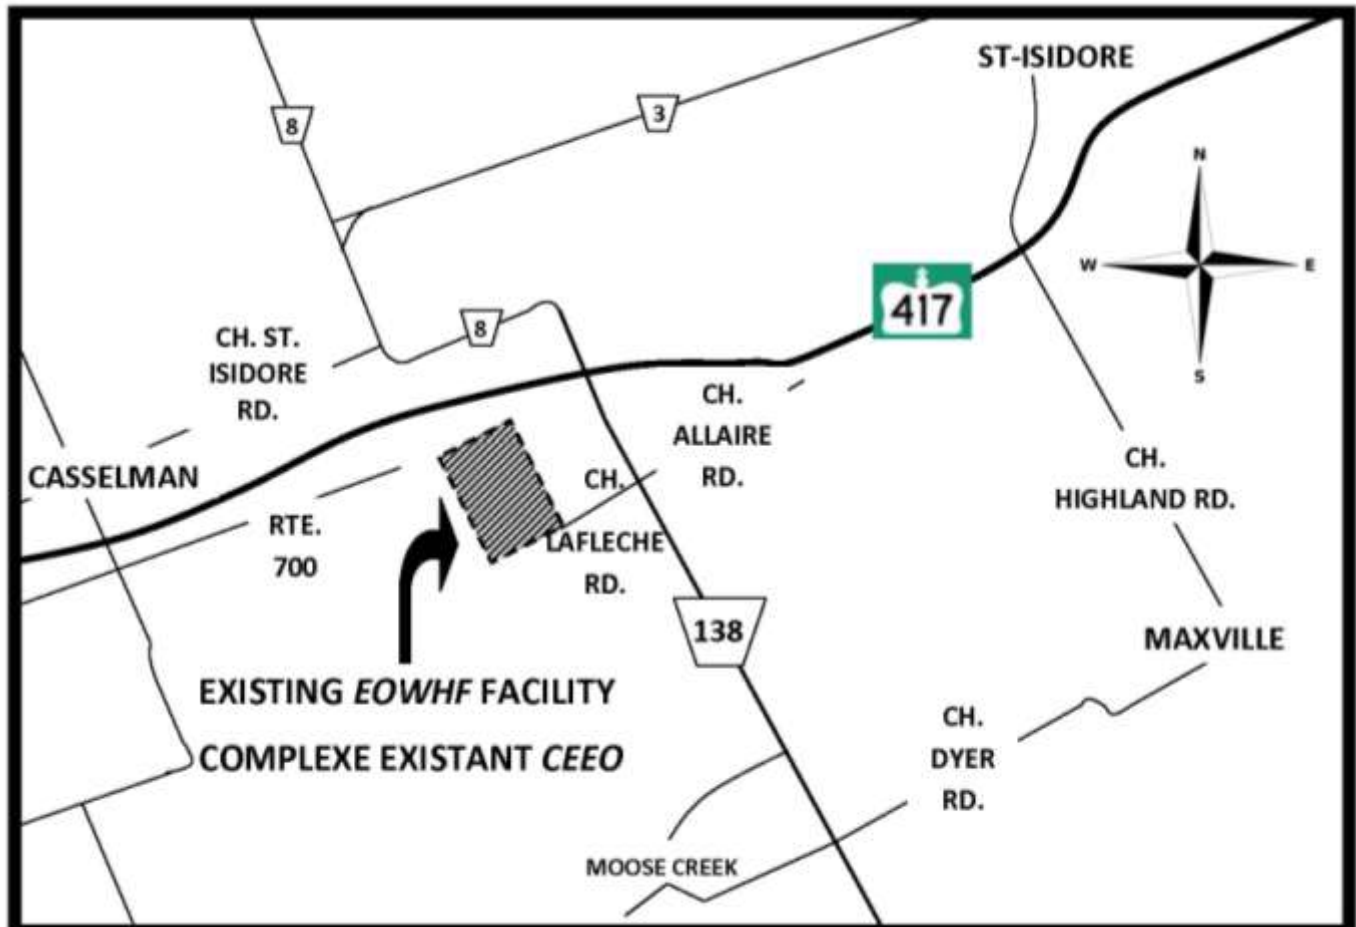 ST-ISIDORE
3
8
N
W
E
S
417
8
CH. ST.
ISIDORE
RD.
CH.
ALLAIRE
RD.
CASSELMAN
CH.
LAFLECHE
RD.
CH.
HIGHLAND RD.
RTE.
700
138
MAXVILLE
EXISTING EOWHF FACILITY
COMPLEXE EXISTANT CEEO
CH.
DYER
RD.
MOOSE CREEK